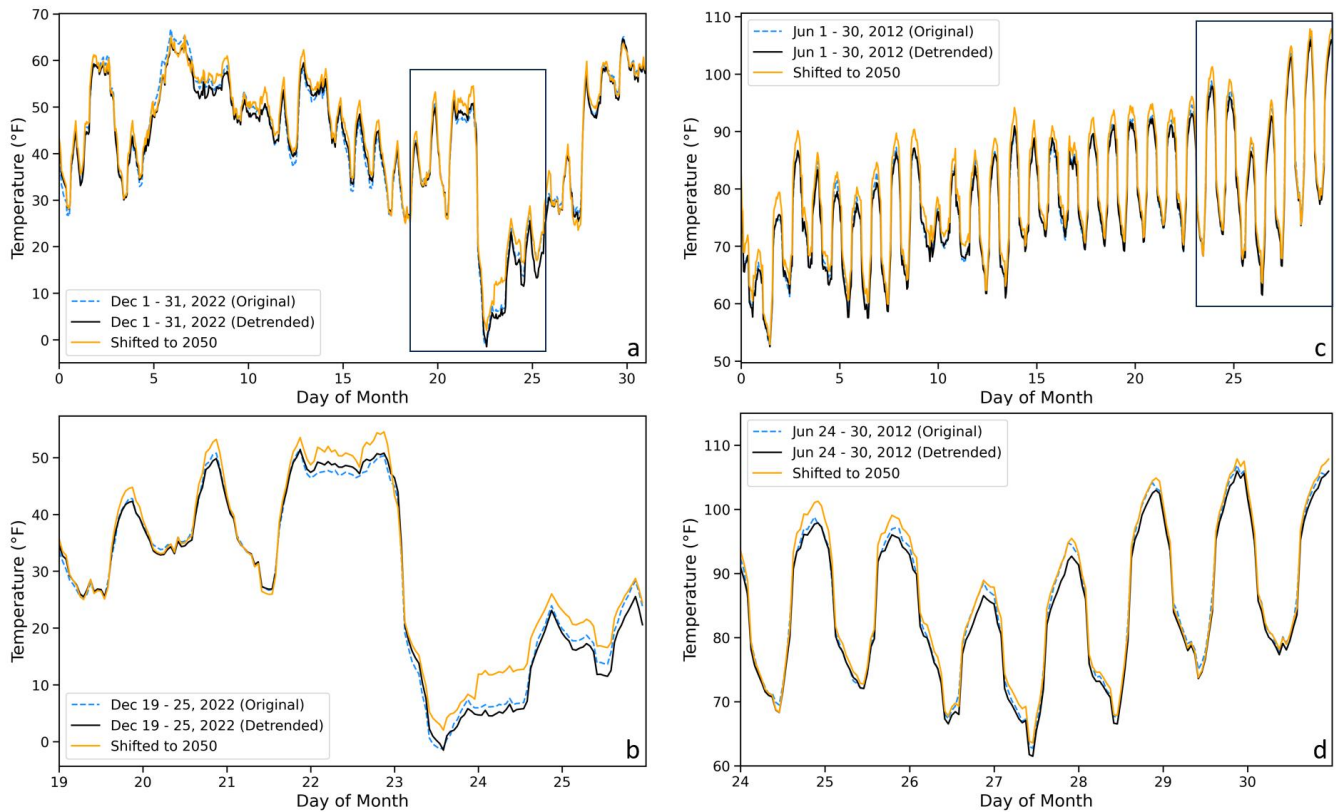 70
60
50
40
30
20
10
0
Temperature (°F)
Dec 1 - 31, 2022 (Original)
Dec 1 - 31, 2022 (Detrended)
Shifted to 2050
a
0 5 10 15 20 25 30
Day of Month
110
100
90
80
70
60
50
Temperature (°F)
Jun 1 - 30, 2012 (Original)
Jun 1 - 30, 2012 (Detrended)
Shifted to 2050
c
0 5 10 15 20 25
Day of Month
50
40
30
20
10
0
Temperature (°F)
Dec 19 - 25, 2022 (Original)
Dec 19 - 25, 2022 (Detrended)
Shifted to 2050
b
19 20 21 22 23 24 25
Day of Month
110
100
90
80
70
60
Temperature (°F)
Jun 24 - 30, 2012 (Original)
Jun 24 - 30, 2012 (Detrended)
Shifted to 2050
d
24 25 26 27 28 29 30
Day of Month